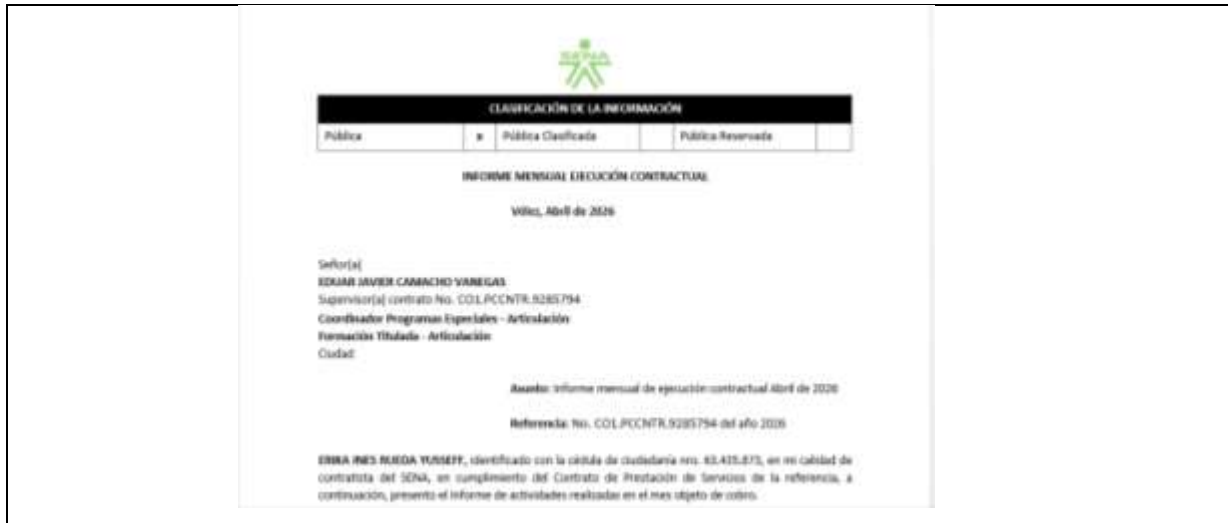 SENA
CLASIFICACIÓN DE LA INFORMACIÓN
Pública x Pública Clasificada Pública Reservada
INFORME MENSUAL EJECUCIÓN CONTRACTUAL
Vélez, Abril de 2026
Señor(a)
EDUAR JAVIER CAMACHO VANEGAS
Supervisor(a) contrato No. CO1.PCCNTR.9285794
Coordinador Programas Especiales - Articulación
Formación Titulada - Articulación
Ciudad
Asunto: Informe mensual de ejecución contractual Abril de 2026
Referencia: No. CO1.PCCNTR.9285794 del año 2026
ERIKA INES RUEDA YUSSEFF, identificado con la cédula de ciudadanía nro. 63.435.873, en mi calidad de
contratista del SENA, en cumplimiento del Contrato de Prestación de Servicios de la referencia, a
continuación, presento el informe de actividades realizadas en el mes objeto de cobro.